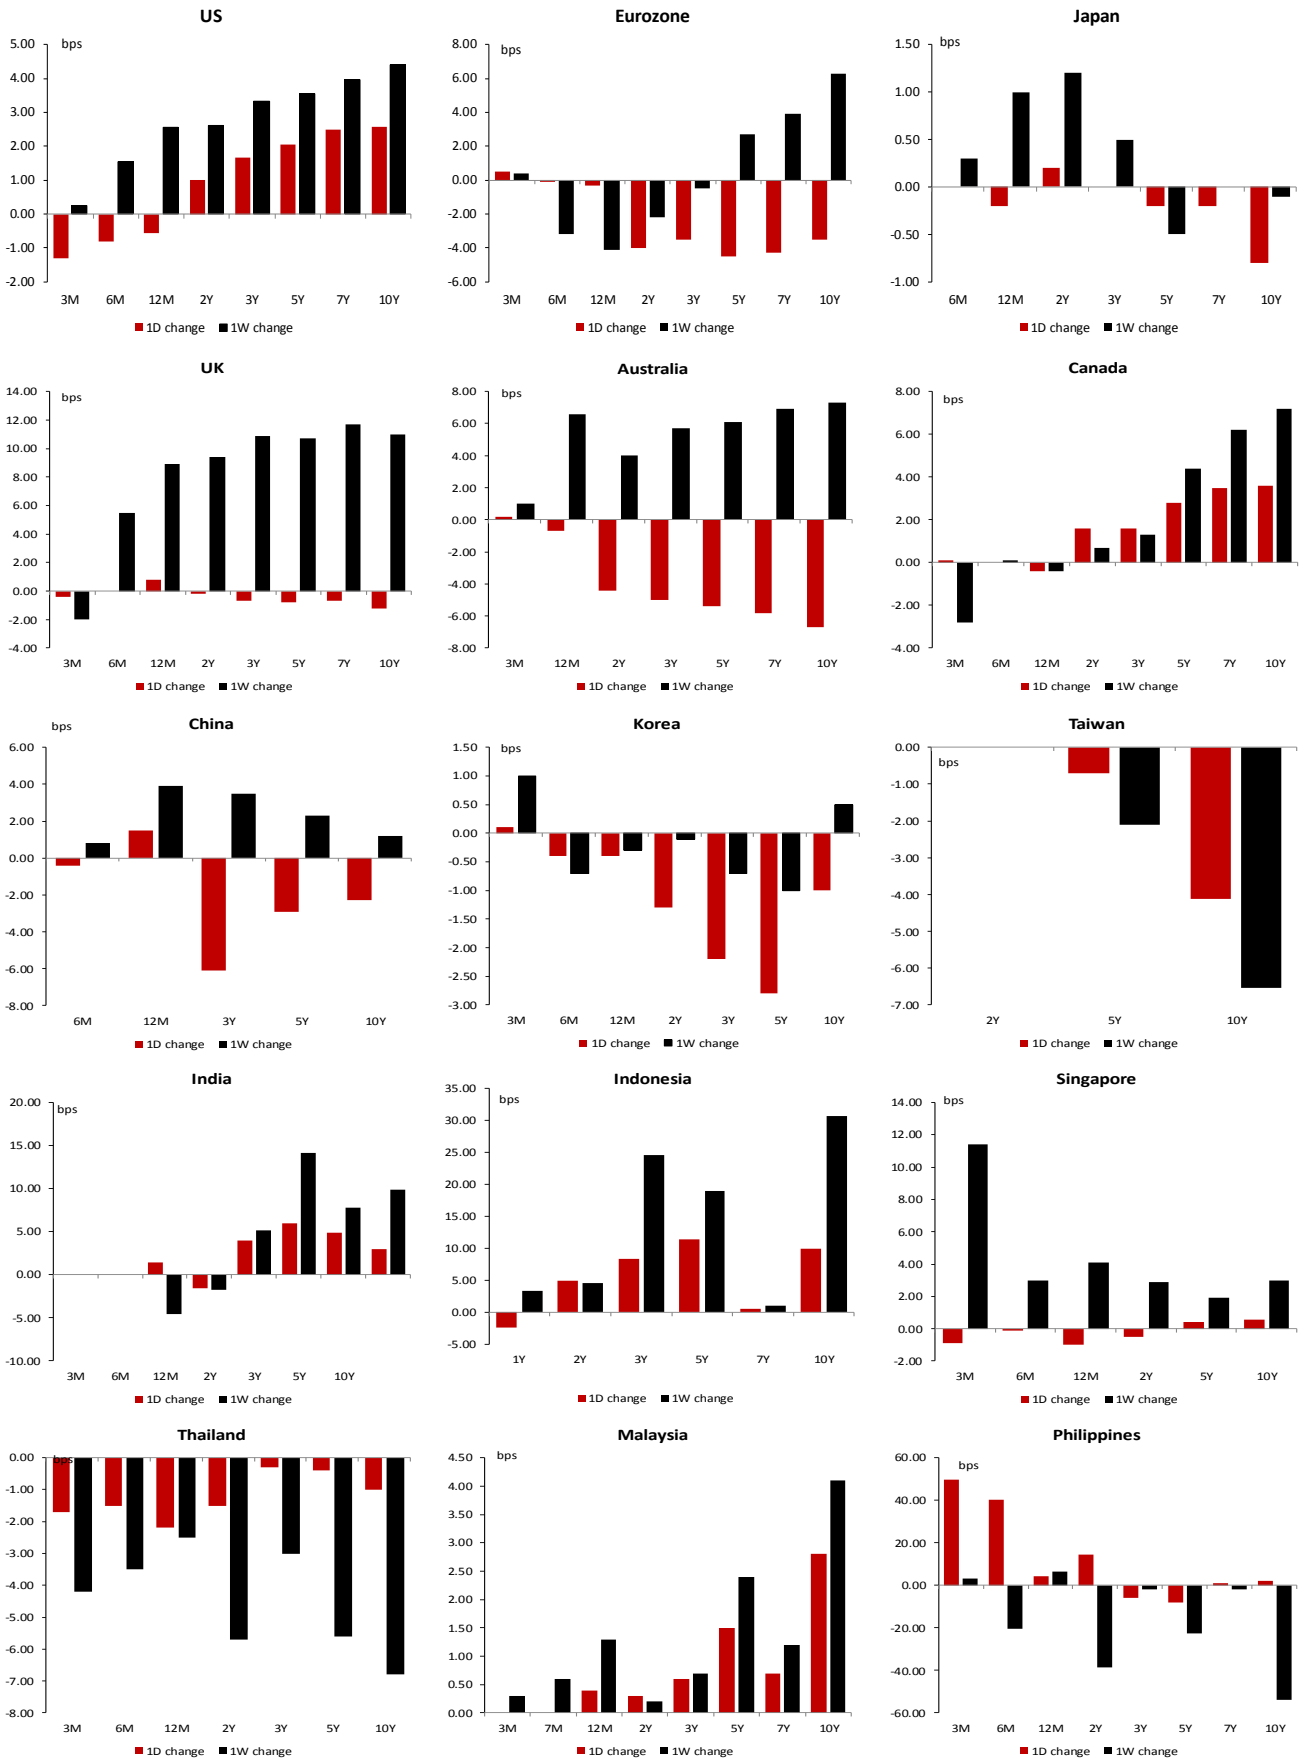 US
bps
5.00
4.00
3.00
2.00
1.00
0.00
-1.00
-2.00
3M 6M 12M 2Y 3Y 5Y 7Y 10Y
1D change 1W change
Eurozone
bps
8.00
6.00
4.00
2.00
0.00
-2.00
-4.00
-6.00
3M 6M 12M 2Y 3Y 5Y 7Y 10Y
1D change 1W change
Japan
bps
1.50
1.00
0.50
0.00
-0.50
-1.00
6M 12M 2Y 3Y 5Y 7Y 10Y
1D change 1W change
UK
bps
14.00
12.00
10.00
8.00
6.00
4.00
2.00
0.00
-2.00
-4.00
3M 6M 12M 2Y 3Y 5Y 7Y 10Y
1D change 1W change
Australia
bps
8.00
6.00
4.00
2.00
0.00
-2.00
-4.00
-6.00
-8.00
3M 12M 2Y 3Y 5Y 7Y 10Y
1D change 1W change
Canada
bps
8.00
6.00
4.00
2.00
0.00
-2.00
-4.00
3M 6M 12M 2Y 3Y 5Y 7Y 10Y
1D change 1W change
China
bps
6.00
4.00
2.00
0.00
-2.00
-4.00
-6.00
-8.00
6M 12M 3Y 5Y 10Y
1D change 1W change
Korea
bps
1.50
1.00
0.50
0.00
-0.50
-1.00
-1.50
-2.00
-2.50
-3.00
3M 6M 12M 2Y 3Y 5Y 10Y
1D change 1W change
Taiwan
0.00
bps
-1.00
-2.00
-3.00
-4.00
-5.00
-6.00
-7.00
2Y 5Y 10Y
1D change 1W change
India
20.00
bps
15.00
10.00
5.00
0.00
-5.00
-10.00
3M 6M 12M 2Y 3Y 5Y 10Y
1D change 1W change
Indonesia
35.00
bps
30.00
25.00
20.00
15.00
10.00
5.00
0.00
-5.00
1Y 2Y 3Y 5Y 7Y 10Y
1D change 1W change
Singapore
bps
14.00
12.00
10.00
8.00
6.00
4.00
2.00
0.00
-2.00
3M 6M 12M 2Y 5Y 10Y
1D change 1W change
Thailand
0.00
bps
-1.00
-2.00
-3.00
-4.00
-5.00
-6.00
-7.00
-8.00
3M 6M 12M 2Y 3Y 5Y 10Y
1D change 1W change
Malaysia
bps
4.50
4.00
3.50
3.00
2.50
2.00
1.50
1.00
0.50
0.00
3M 7M 12M 2Y 3Y 5Y 7Y 10Y
1D change 1W change
Philippines
60.00
bps
40.00
20.00
0.00
-20.00
-40.00
-60.00
3M 6M 12M 2Y 3Y 5Y 7Y 10Y
1D change 1W change